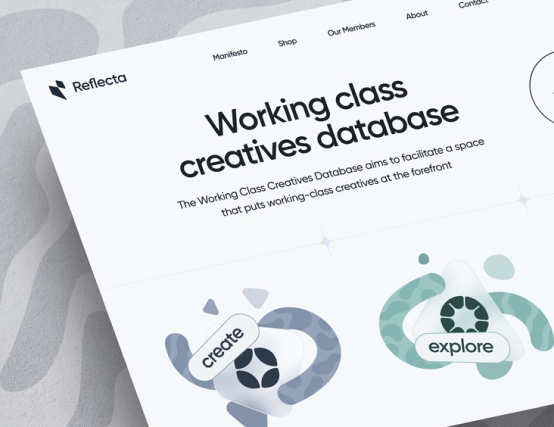 Reflecta
Manifesto
Shop
Our Members
About
Contact
Working class
creatives database
The Working Class Creatives Database aims to facilitate a space
that puts working-class creatives at the forefront
create
explore